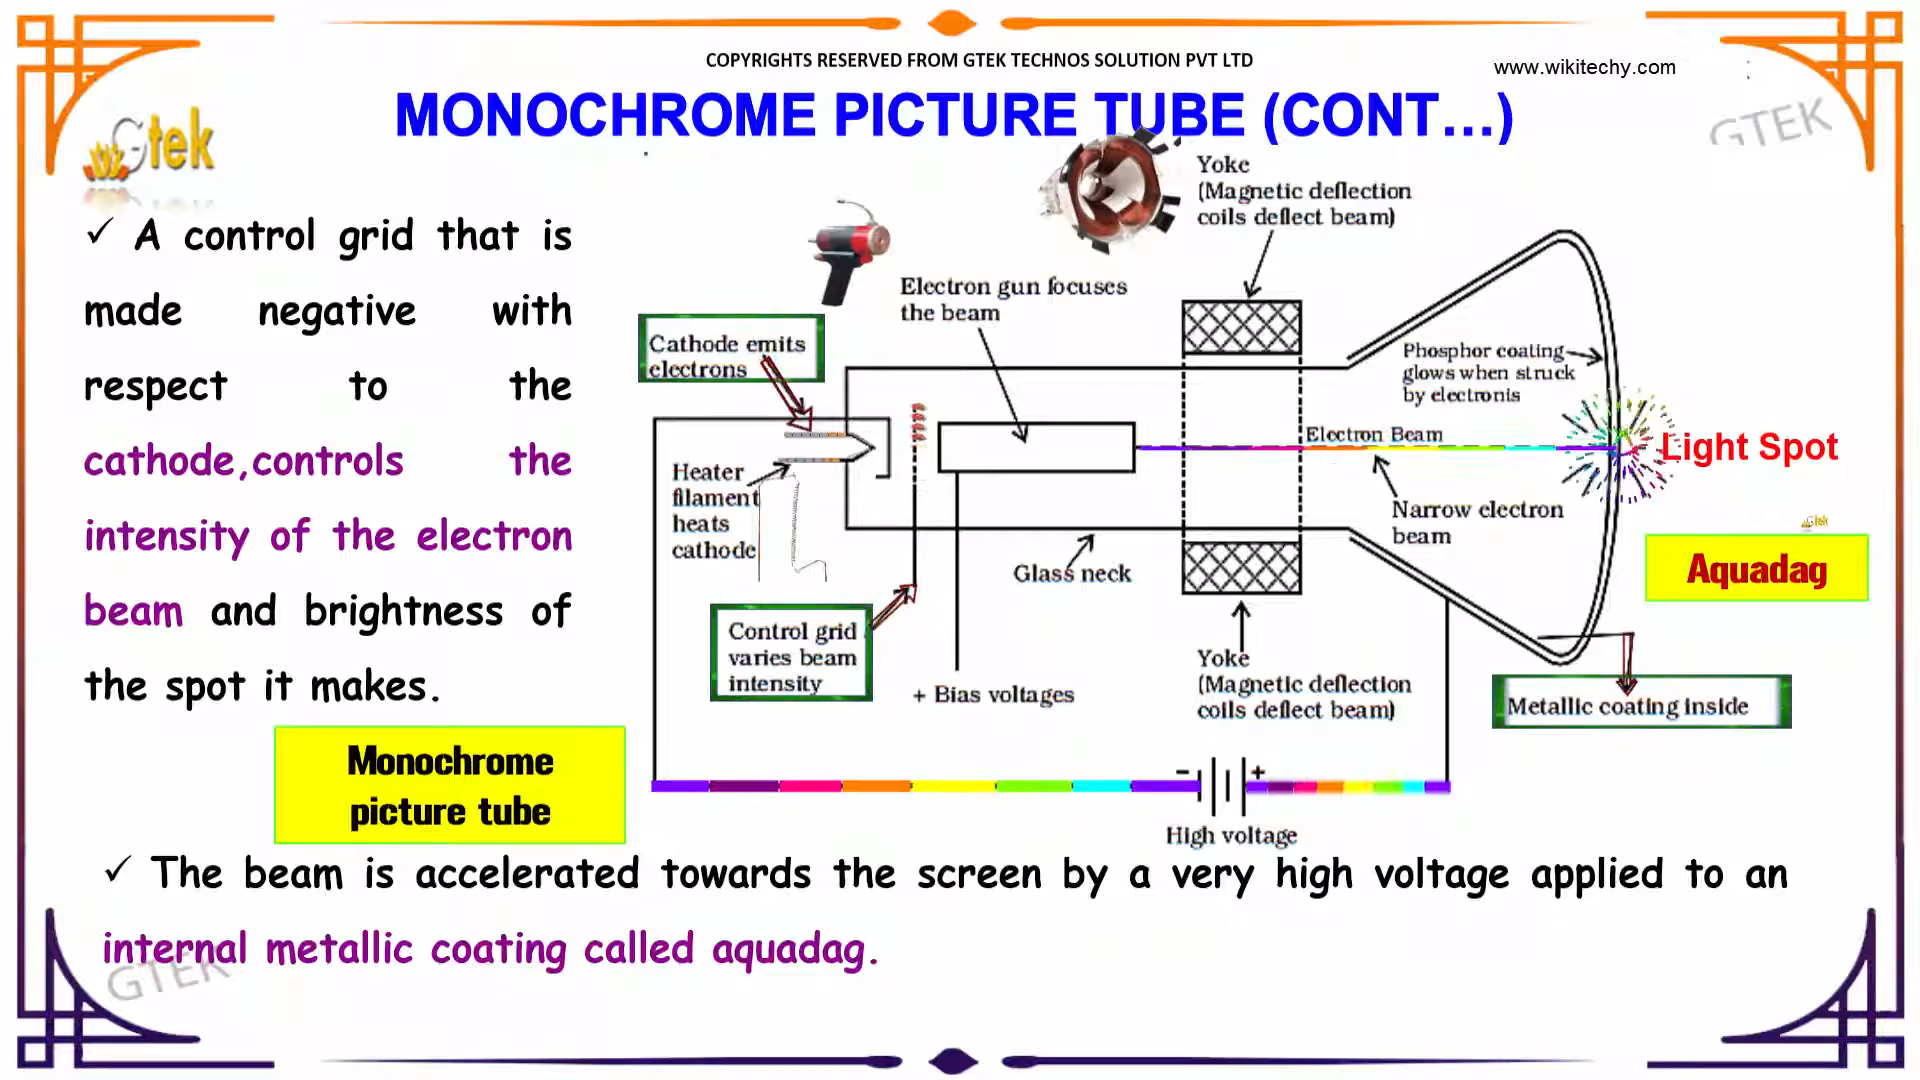 COPYRIGHTS RESERVED FROM GTEK TECHNOS SOLUTION PVT LTD
www.wikitechy.com
MONOCHROME PICTURE TUBE (CONT...)
Gtek
GTEK
✓ A control grid that is
made negative with
respect to the
cathode,controls the
intensity of the electron
beam and brightness of
the spot it makes.
Monochrome
picture tube
Yoke
(Magnetic deflection
coils deflect beam)
Electron gun focuses
the beam
Cathode emits
electrons
Phosphor coating
glows when struck
by electronis
Electron Beam
Light Spot
Heater
filament
heats
cathode
Narrow electron
beam
Glass neck
Gtek
Aquadag
Control grid
varies beam
intensity
+ Bias voltages
Yoke
(Magnetic deflection
coils deflect beam)
Metallic coating inside
- +
High voltage
✓ The beam is accelerated towards the screen by a very high voltage applied to an
internal metallic coating called aquadag.
GTEK